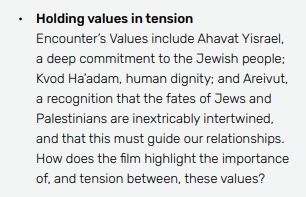 • Holding values in tension
Encounter’s Values include Ahavat Yisrael,
a deep commitment to the Jewish people;
Kvod Ha’adam, human dignity; and Areivut,
a recognition that the fates of Jews and
Palestinians are inextricably intertwined,
and that this must guide our relationships.
How does the film highlight the importance
of, and tension between, these values?